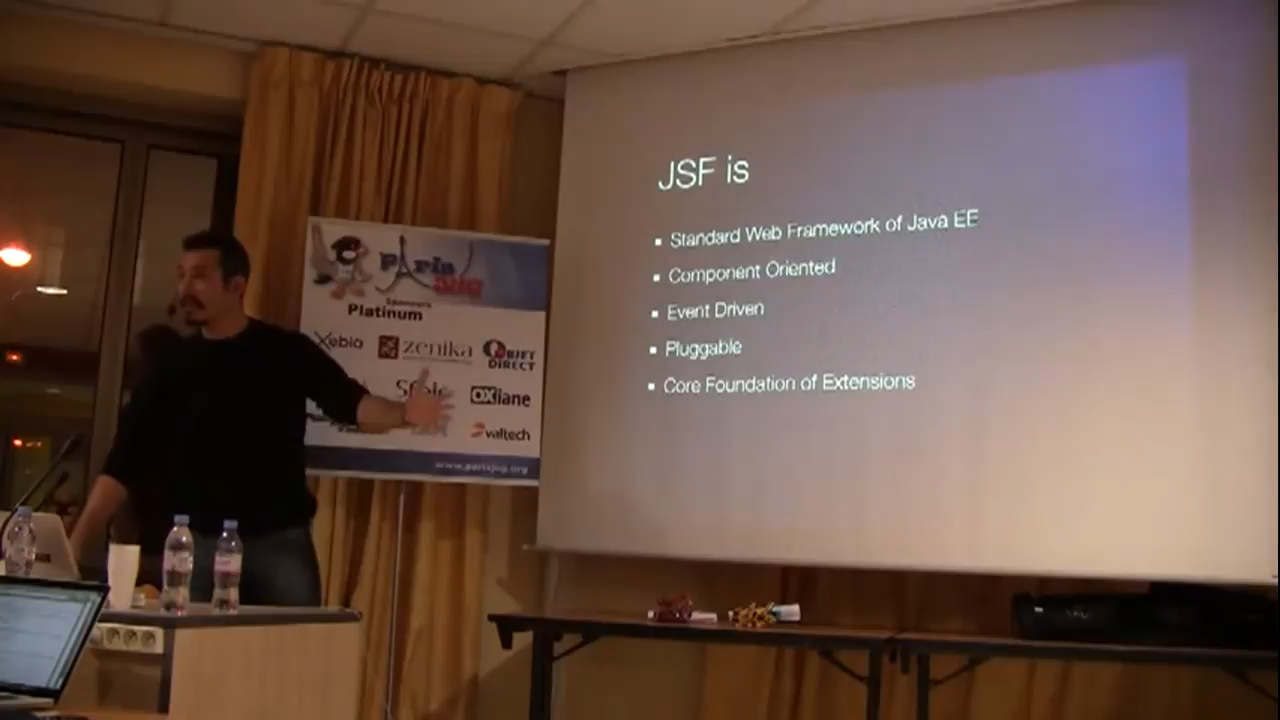 JSF is
Standard Web Framework of Java EE
Component Oriented
Event Driven
Pluggable
Core Foundation of Extensions
Paris
JUG
Sponsors
Platinum
Xebia
zenika
OBJET
DIRECT
OXiane
valtech
www.parisjug.org